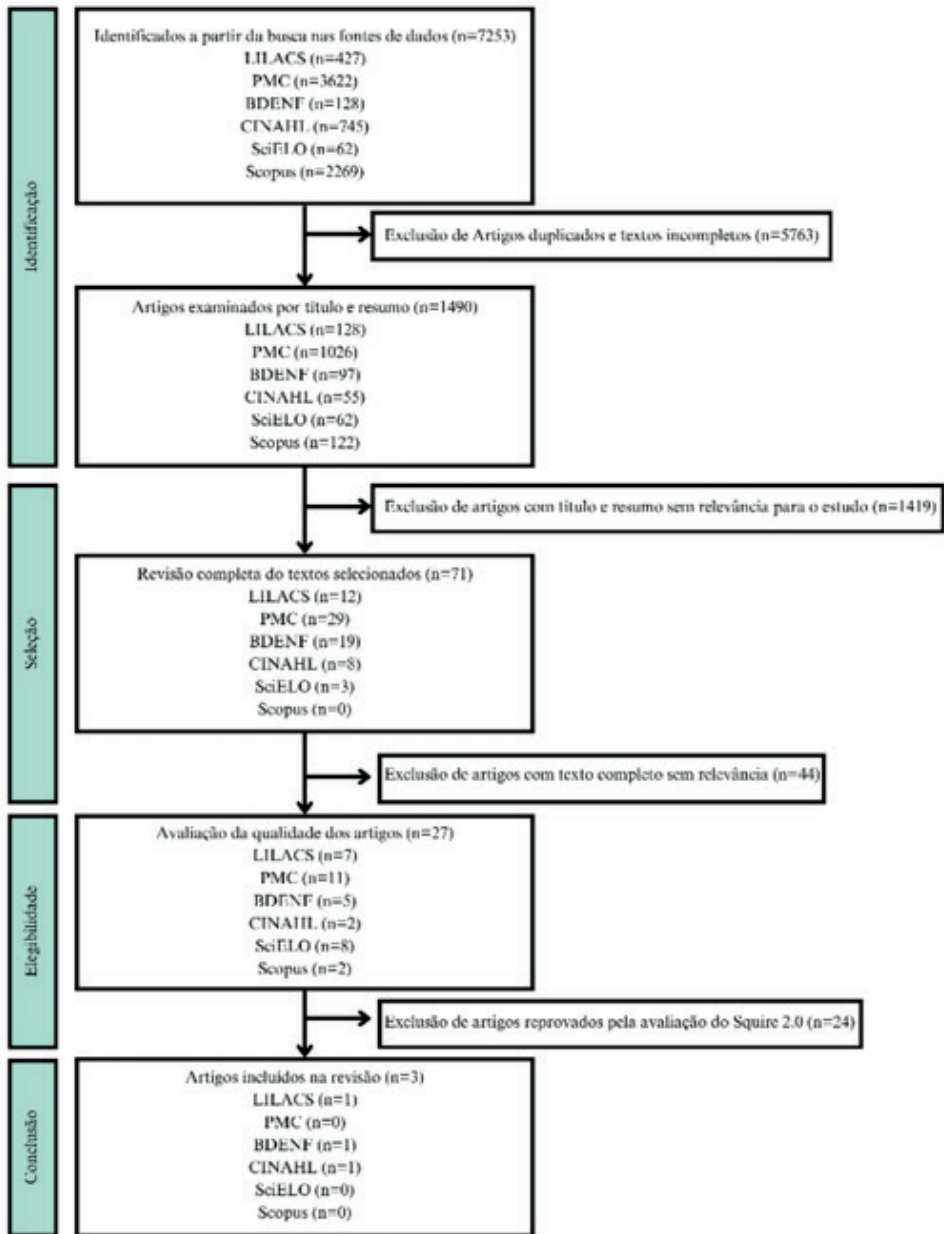 Identificação
Identificados a partir da busca nas fontes de dados (n=7253)
LILACS (n=427)
PMC (n=3622)
BDENF (n=128)
CINAHL (n=745)
SciELO (n=62)
Scopus (n=2269)
Exclusão de Artigos duplicados e textos incompletos (n=5763)
Artigos examinados por título e resumo (n=1490)
LILACS (n=128)
PMC (n=1026)
BDENF (n=97)
CINAHL (n=55)
SciELO (n=62)
Scopus (n=122)
Seleção
Exclusão de artigos com título e resumo sem relevância para o estudo (n=1419)
Revisão completa do textos selecionados (n=71)
LILACS (n=12)
PMC (n=29)
BDENF (n=19)
CINAHL (n=8)
SciELO (n=3)
Scopus (n=0)
Exclusão de artigos com texto completo sem relevância (n=44)
Elegibilidade
Avaliação da qualidade dos artigos (n=27)
LILACS (n=7)
PMC (n=11)
BDENF (n=5)
CINAHL (n=2)
SciELO (n=8)
Scopus (n=2)
Exclusão de artigos reprovados pela avaliação do Squire 2.0 (n=24)
Conclusão
Artigos incluídos na revisão (n=3)
LILACS (n=1)
PMC (n=0)
BDENF (n=1)
CINAHL (n=1)
SciELO (n=0)
Scopus (n=0)